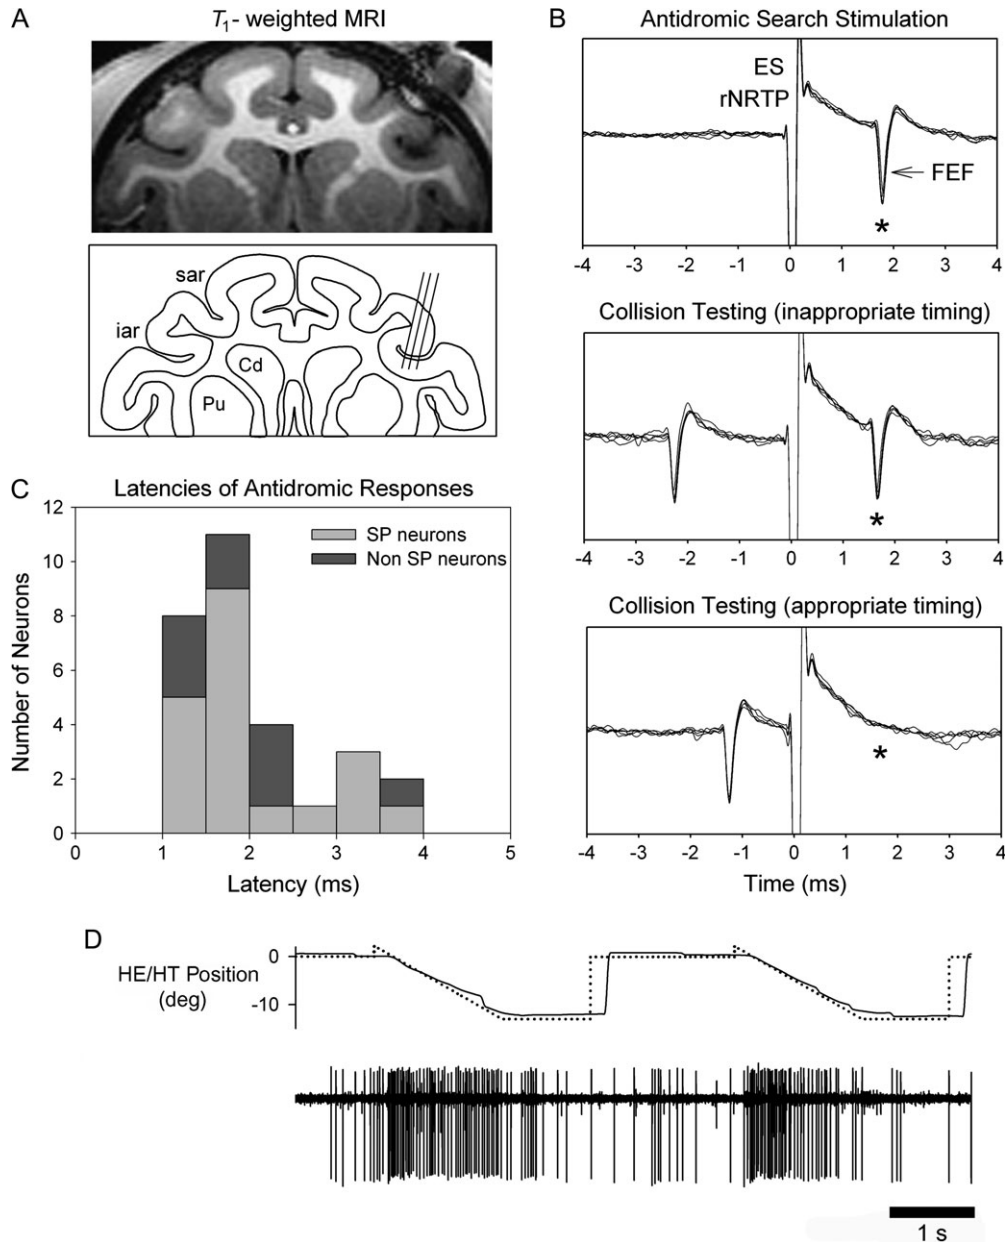 A
T1- weighted MRI
sar
iar
Cd
Pu
B
Antidromic Search Stimulation
ES
rNRTP
FEF
*
-4 -3 -2 -1 0 1 2 3 4
Collision Testing (inappropriate timing)
*
-4 -3 -2 -1 0 1 2 3 4
Collision Testing (appropriate timing)
*
-4 -3 -2 -1 0 1 2 3 4
Time (ms)
C
Latencies of Antidromic Responses
SP neurons
Non SP neurons
Number of Neurons
12
10
8
6
4
2
0
0 1 2 3 4 5
Latency (ms)
D
HE/HT Position
(deg)
0
-10
1 s